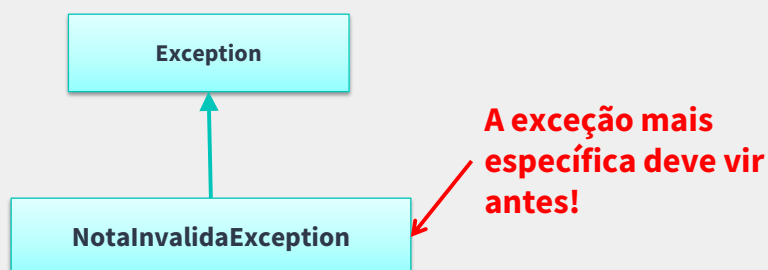 Exception
A exceção mais
específica deve vir
antes!
NotaInvalidaException